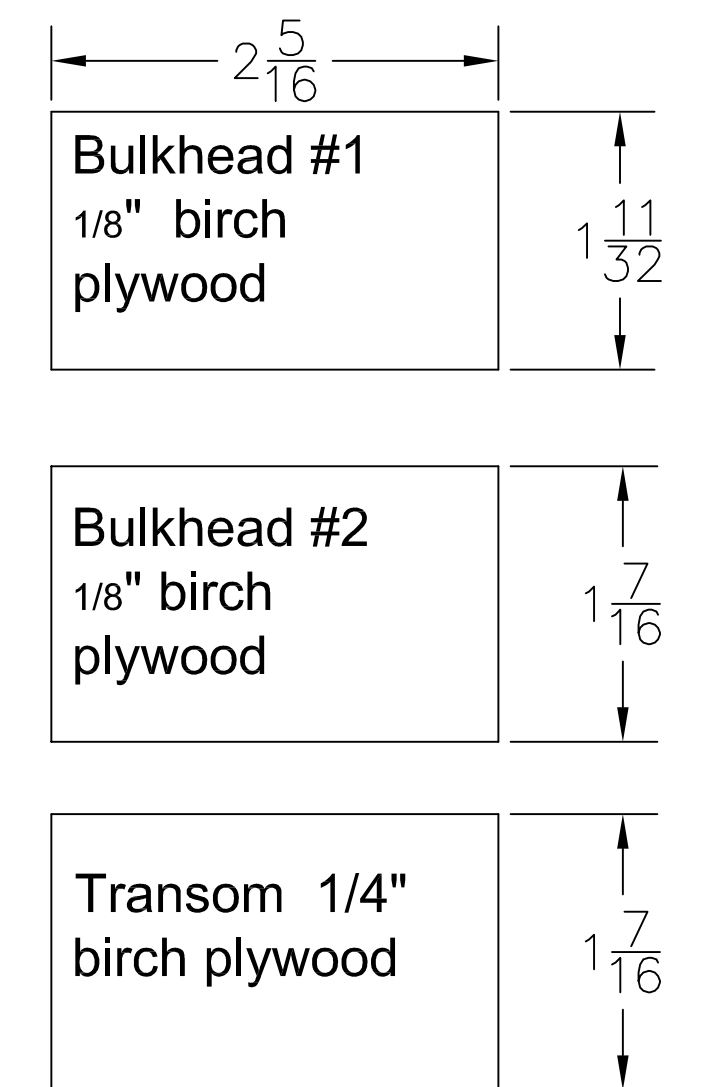 2 5/16
Bulkhead #1
1/8" birch
plywood
1 11/32
Bulkhead #2
1/8" birch
plywood
1 7/16
Transom 1/4"
birch plywood
1 7/16